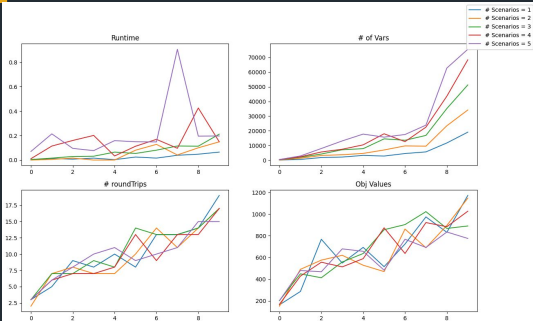 # Scenarios = 1
# Scenarios = 2
# Scenarios = 3
# Scenarios = 4
# Scenarios = 5
Runtime
0.8
0.6
0.4
0.2
0.0
0 2 4 6 8
# of Vars
70000
60000
50000
40000
30000
20000
10000
0
0 2 4 6 8
# roundTrips
17.5
15.0
12.5
10.0
7.5
5.0
2.5
0 2 4 6 8
Obj Values
1200
1000
800
600
400
200
0 2 4 6 8